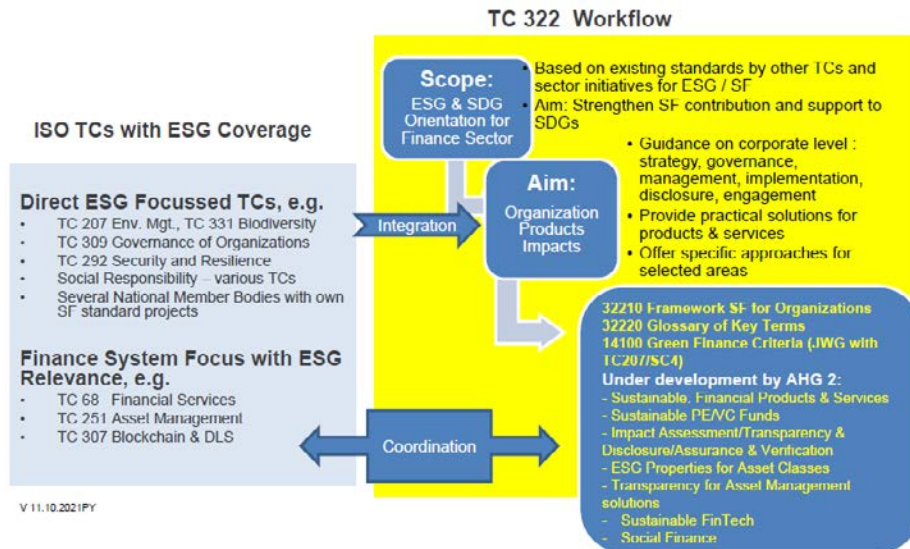 TC 322 Workflow
ISO TCs with ESG Coverage
Direct ESG Focussed TCs, e.g.
• TC 207 Env. Mgt., TC 331 Biodiversity
• TC 309 Governance of Organizations
• TC 292 Security and Resilience
• Social Responsibility – various TCs
• Several National Member Bodies with own
SF standard projects
Finance System Focus with ESG
Relevance, e.g.
• TC 68 Financial Services
• TC 251 Asset Management
• TC 307 Blockchain & DLS
V 11.10.2021PY
Scope:
ESG & SDG
Orientation for
Finance Sector
• Based on existing standards by other TCs and
sector initiatives for ESG / SF
• Aim: Strengthen SF contribution and support to
SDGs
Integration
Aim:
Organization
Products
Impacts
• Guidance on corporate level :
strategy, governance,
management, implementation,
disclosure, engagement
• Provide practical solutions for
products & services
• Offer specific approaches for
selected areas
Coordination
32210 Framework SF for Organizations
32220 Glossary of Key Terms
14100 Green Finance Criteria (JWG with
TC207/SC4)
Under development by AHG 2:
- Sustainable. Financial Products & Services
- Sustainable PE/VC Funds
- Impact Assessment/Transparency &
Disclosure/Assurance & Verification
- ESG Properties for Asset Classes
- Transparency for Asset Management
solutions
- Sustainable FinTech
- Social Finance